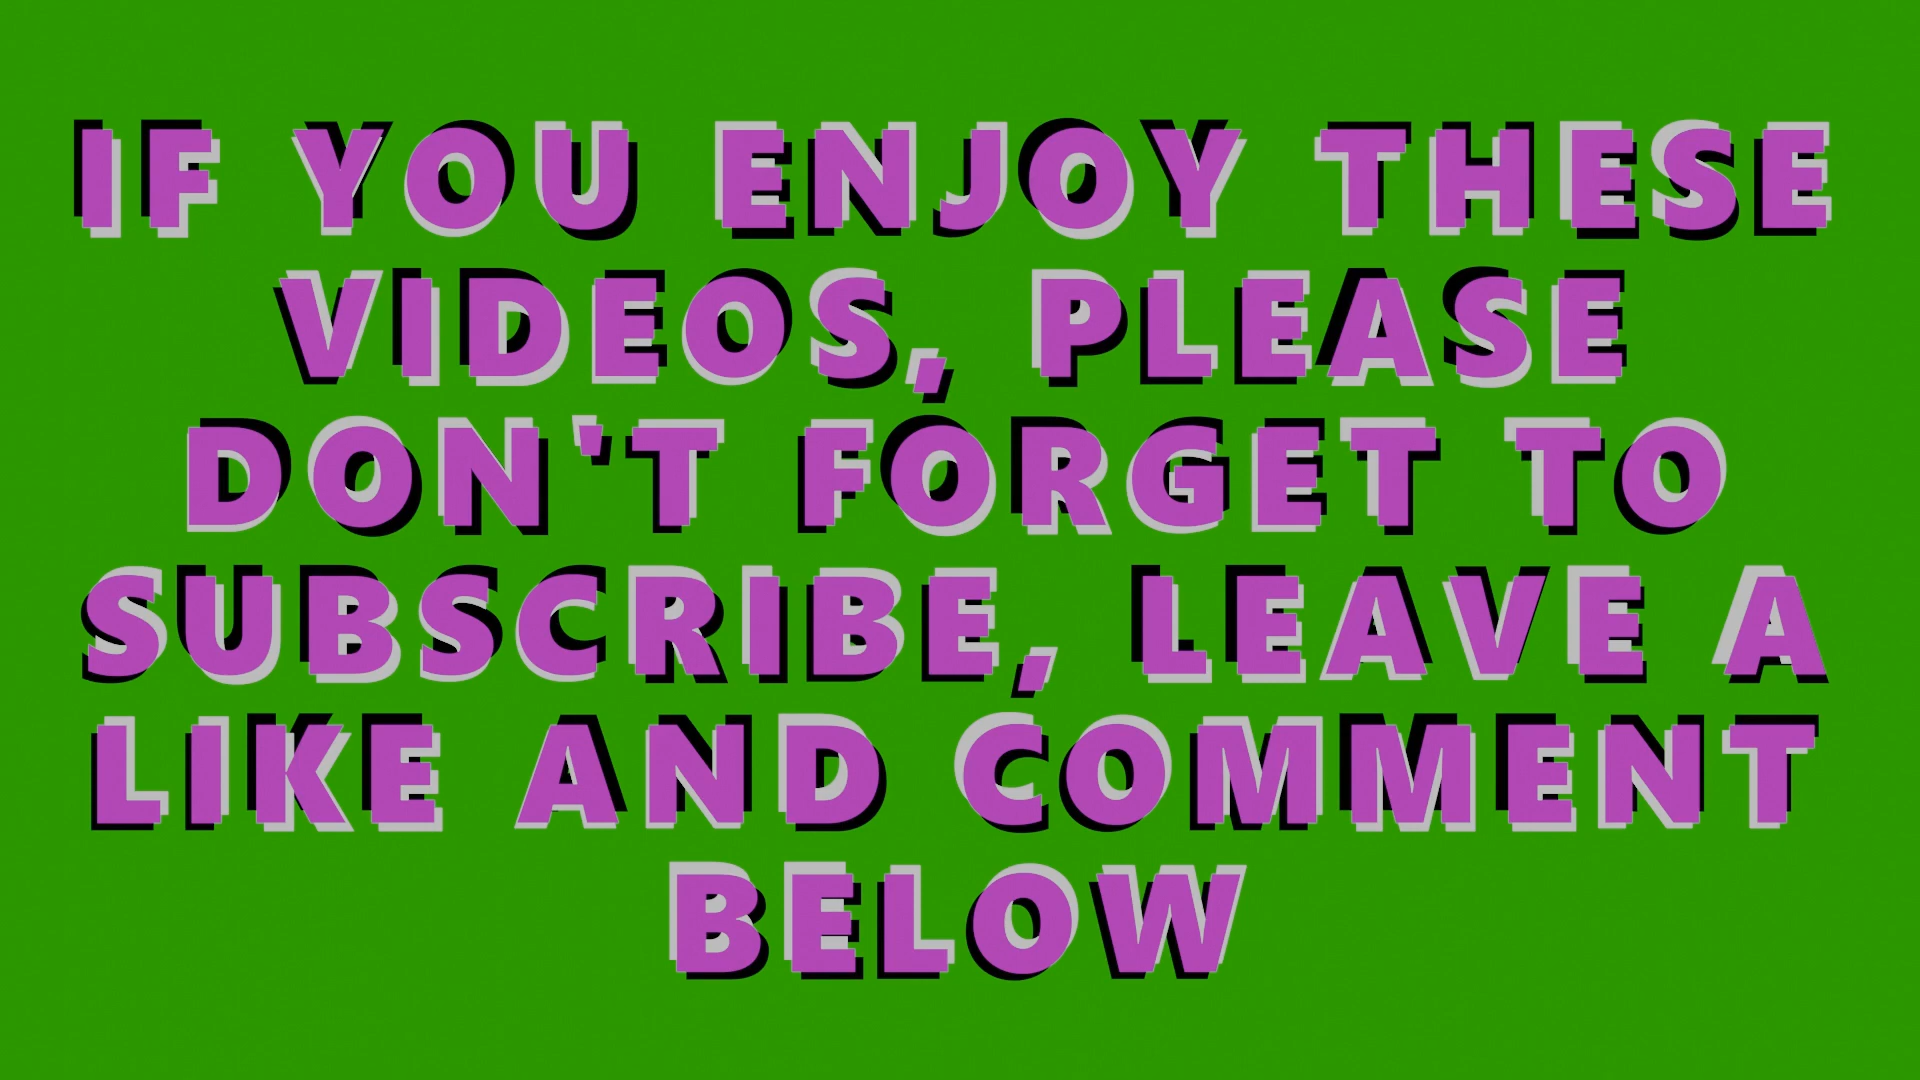 IF YOU ENJOY THESE
VIDEOS, PLEASE
DON'T FORGET TO
SUBSCRIBE, LEAVE A
LIKE AND COMMENT
BELOW